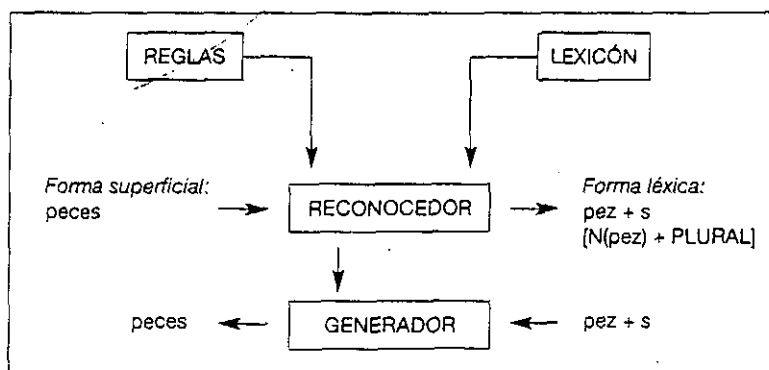 REGLAS
LEXICÓN
Forma superficial:
peces
RECONOCEDOR
Forma léxica:
pez + s
[N(pez) + PLURAL]
peces
GENERADOR
pez + s